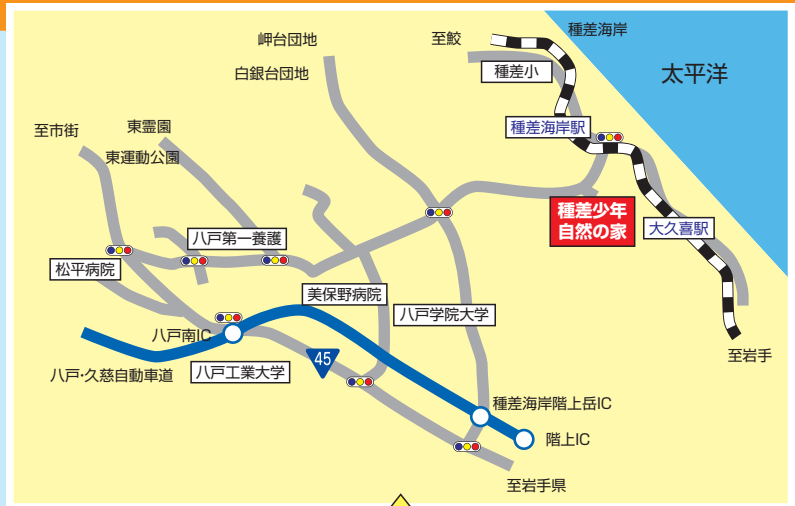 種差海岸
岬台団地
至鮫
白銀台団地
種差小
太平洋
至市街
東霊園
種差海岸駅
東運動公園
種差少年
自然の家
大久喜駅
八戸第一養護
松平病院
美保野病院
八戸学院大学
八戸南IC
45
至岩手
八戸・久慈自動車道
八戸工業大学
種差海岸階上岳IC
階上IC
至岩手県